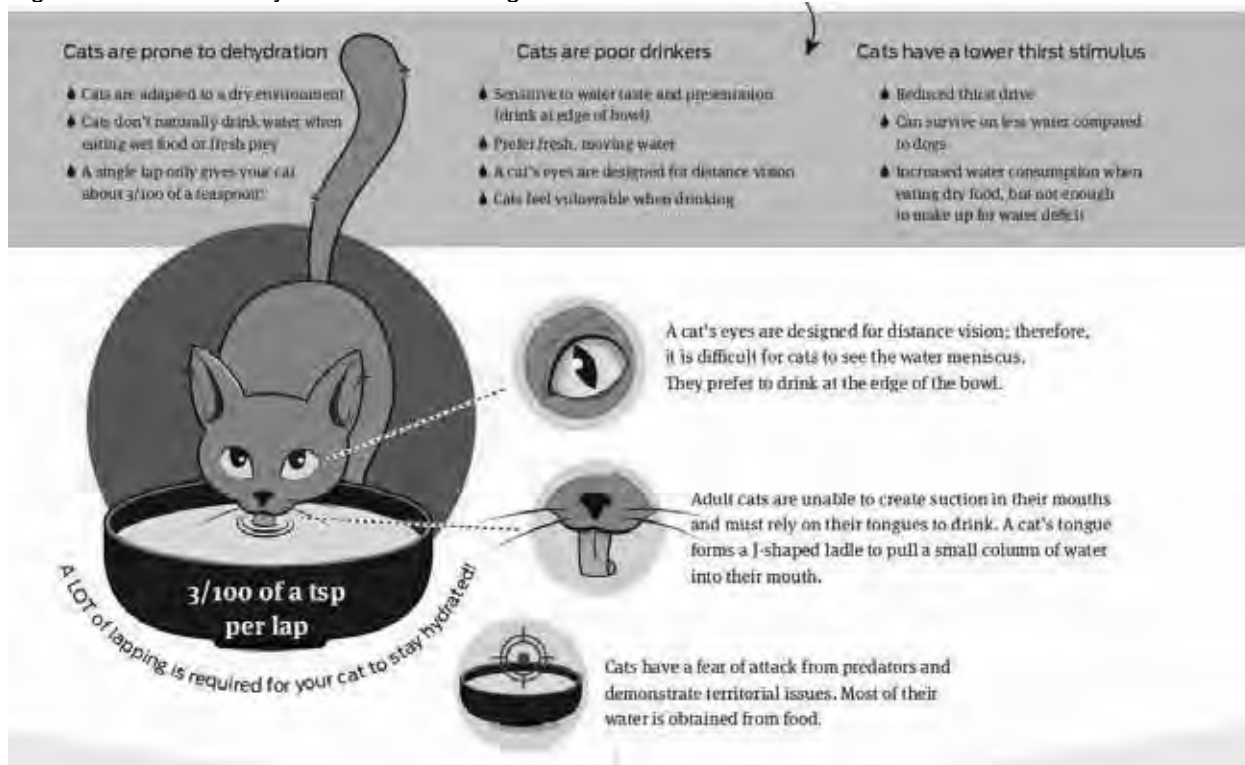 Cats are prone to dehydration
Cats are adapted to a dry environment
Cats don't naturally drink water when
eating wet food or fresh prey
A single lap only gives your cat
about 3/100 of a teaspoon!
Cats are poor drinkers
Sensitive to water taste and presentation
(drink at edge of bowl)
Prefer fresh, moving water
A cat's eyes are designed for distance vision
Cats feel vulnerable when drinking
Cats have a lower thirst stimulus
Reduced thirst drive
Can survive on less water compared
to dogs
Increased water consumption when
eating dry food, but not enough
to make up for water deficit
A cat's eyes are designed for distance vision; therefore,
it is difficult for cats to see the water meniscus.
They prefer to drink at the edge of the bowl.
Adult cats are unable to create suction in their mouths
and must rely on their tongues to drink. A cat's tongue
forms a J-shaped ladle to pull a small column of water
into their mouth.
3/100 of a tsp
per lap
A LOT of lapping is required for your cat to stay hydrated!
Cats have a fear of attack from predators and
demonstrate territorial issues. Most of their
water is obtained from food.